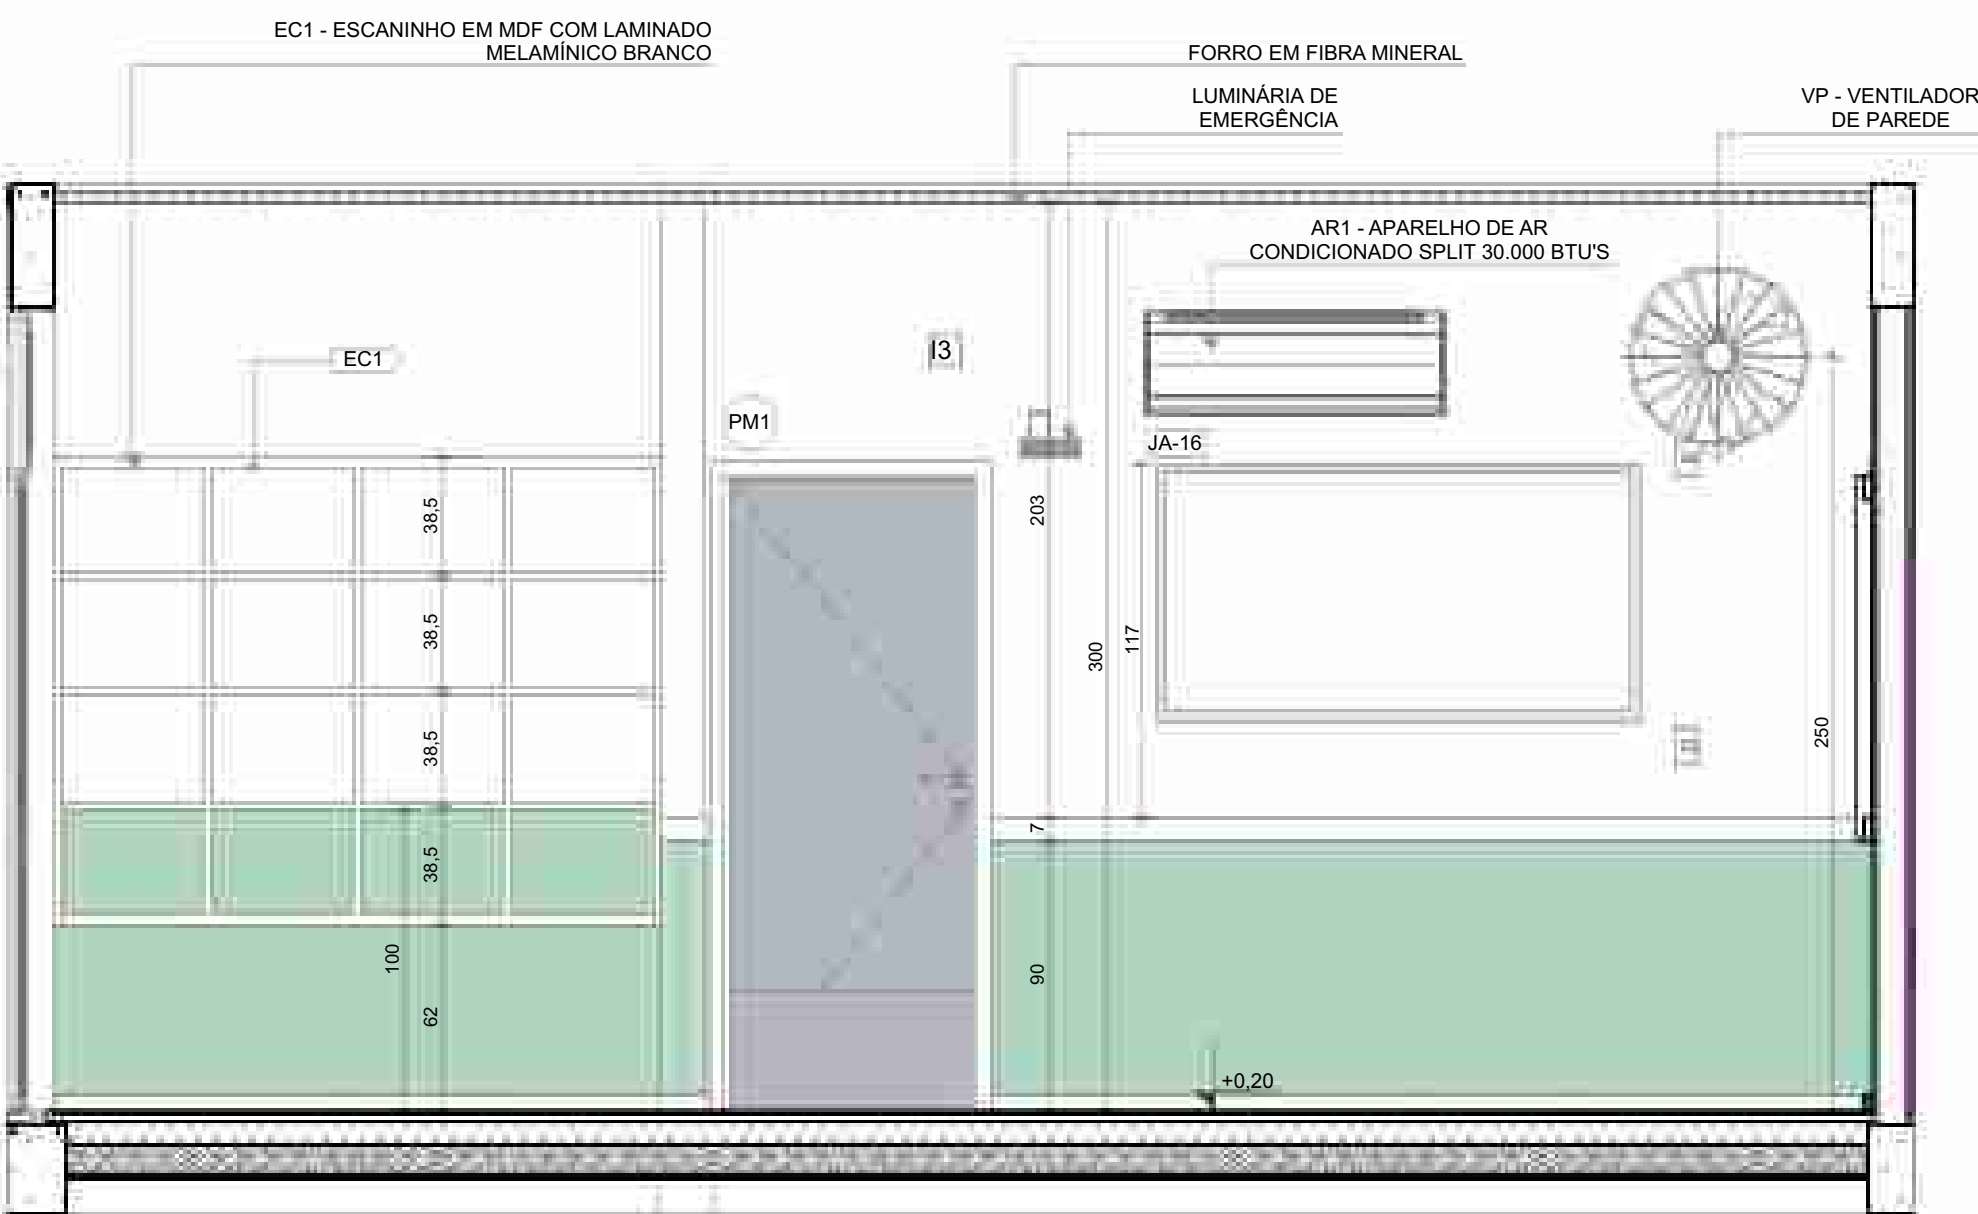 EC1 - ESCANINHO EM MDF COM LAMINADO
MELAMÍNICO BRANCO
FORRO EM FIBRA MINERAL
LUMINÁRIA DE
EMERGÊNCIA
VP - VENTILADOR
DE PAREDE
AR1 - APARELHO DE AR
CONDICIONADO SPLIT 30.000 BTU'S
EC1
I3
PM1
JA-16
38,5
38,5
38,5
38,5
100
62
203
7
90
300
117
250
+0,20